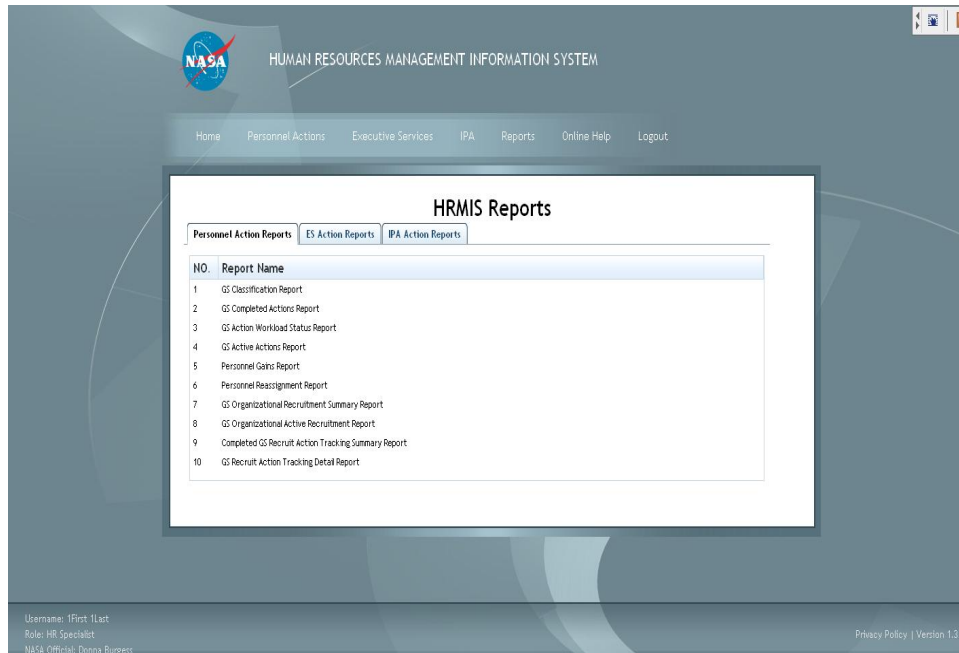 NASA
HUMAN RESOURCES MANAGEMENT INFORMATION SYSTEM
Home Personnel Actions Executive Services IPA Reports Online Help Logout
HRMIS Reports
Personnel Action Reports ES Action Reports IPA Action Reports
NO. Report Name
1 GS Classification Report
2 GS Completed Actions Report
3 GS Action Workload Status Report
4 GS Active Actions Report
5 Personnel Gains Report
6 Personnel Reassignment Report
7 GS Organizational Recruitment Summary Report
8 GS Organizational Active Recruitment Report
9 Completed GS Recruit Action Tracking Summary Report
10 GS Recruit Action Tracking Detail Report
Username: 1First 1Last
Role: HR Specialist
Privacy Policy | Version 1.3
NASA Official: Donna Burgess